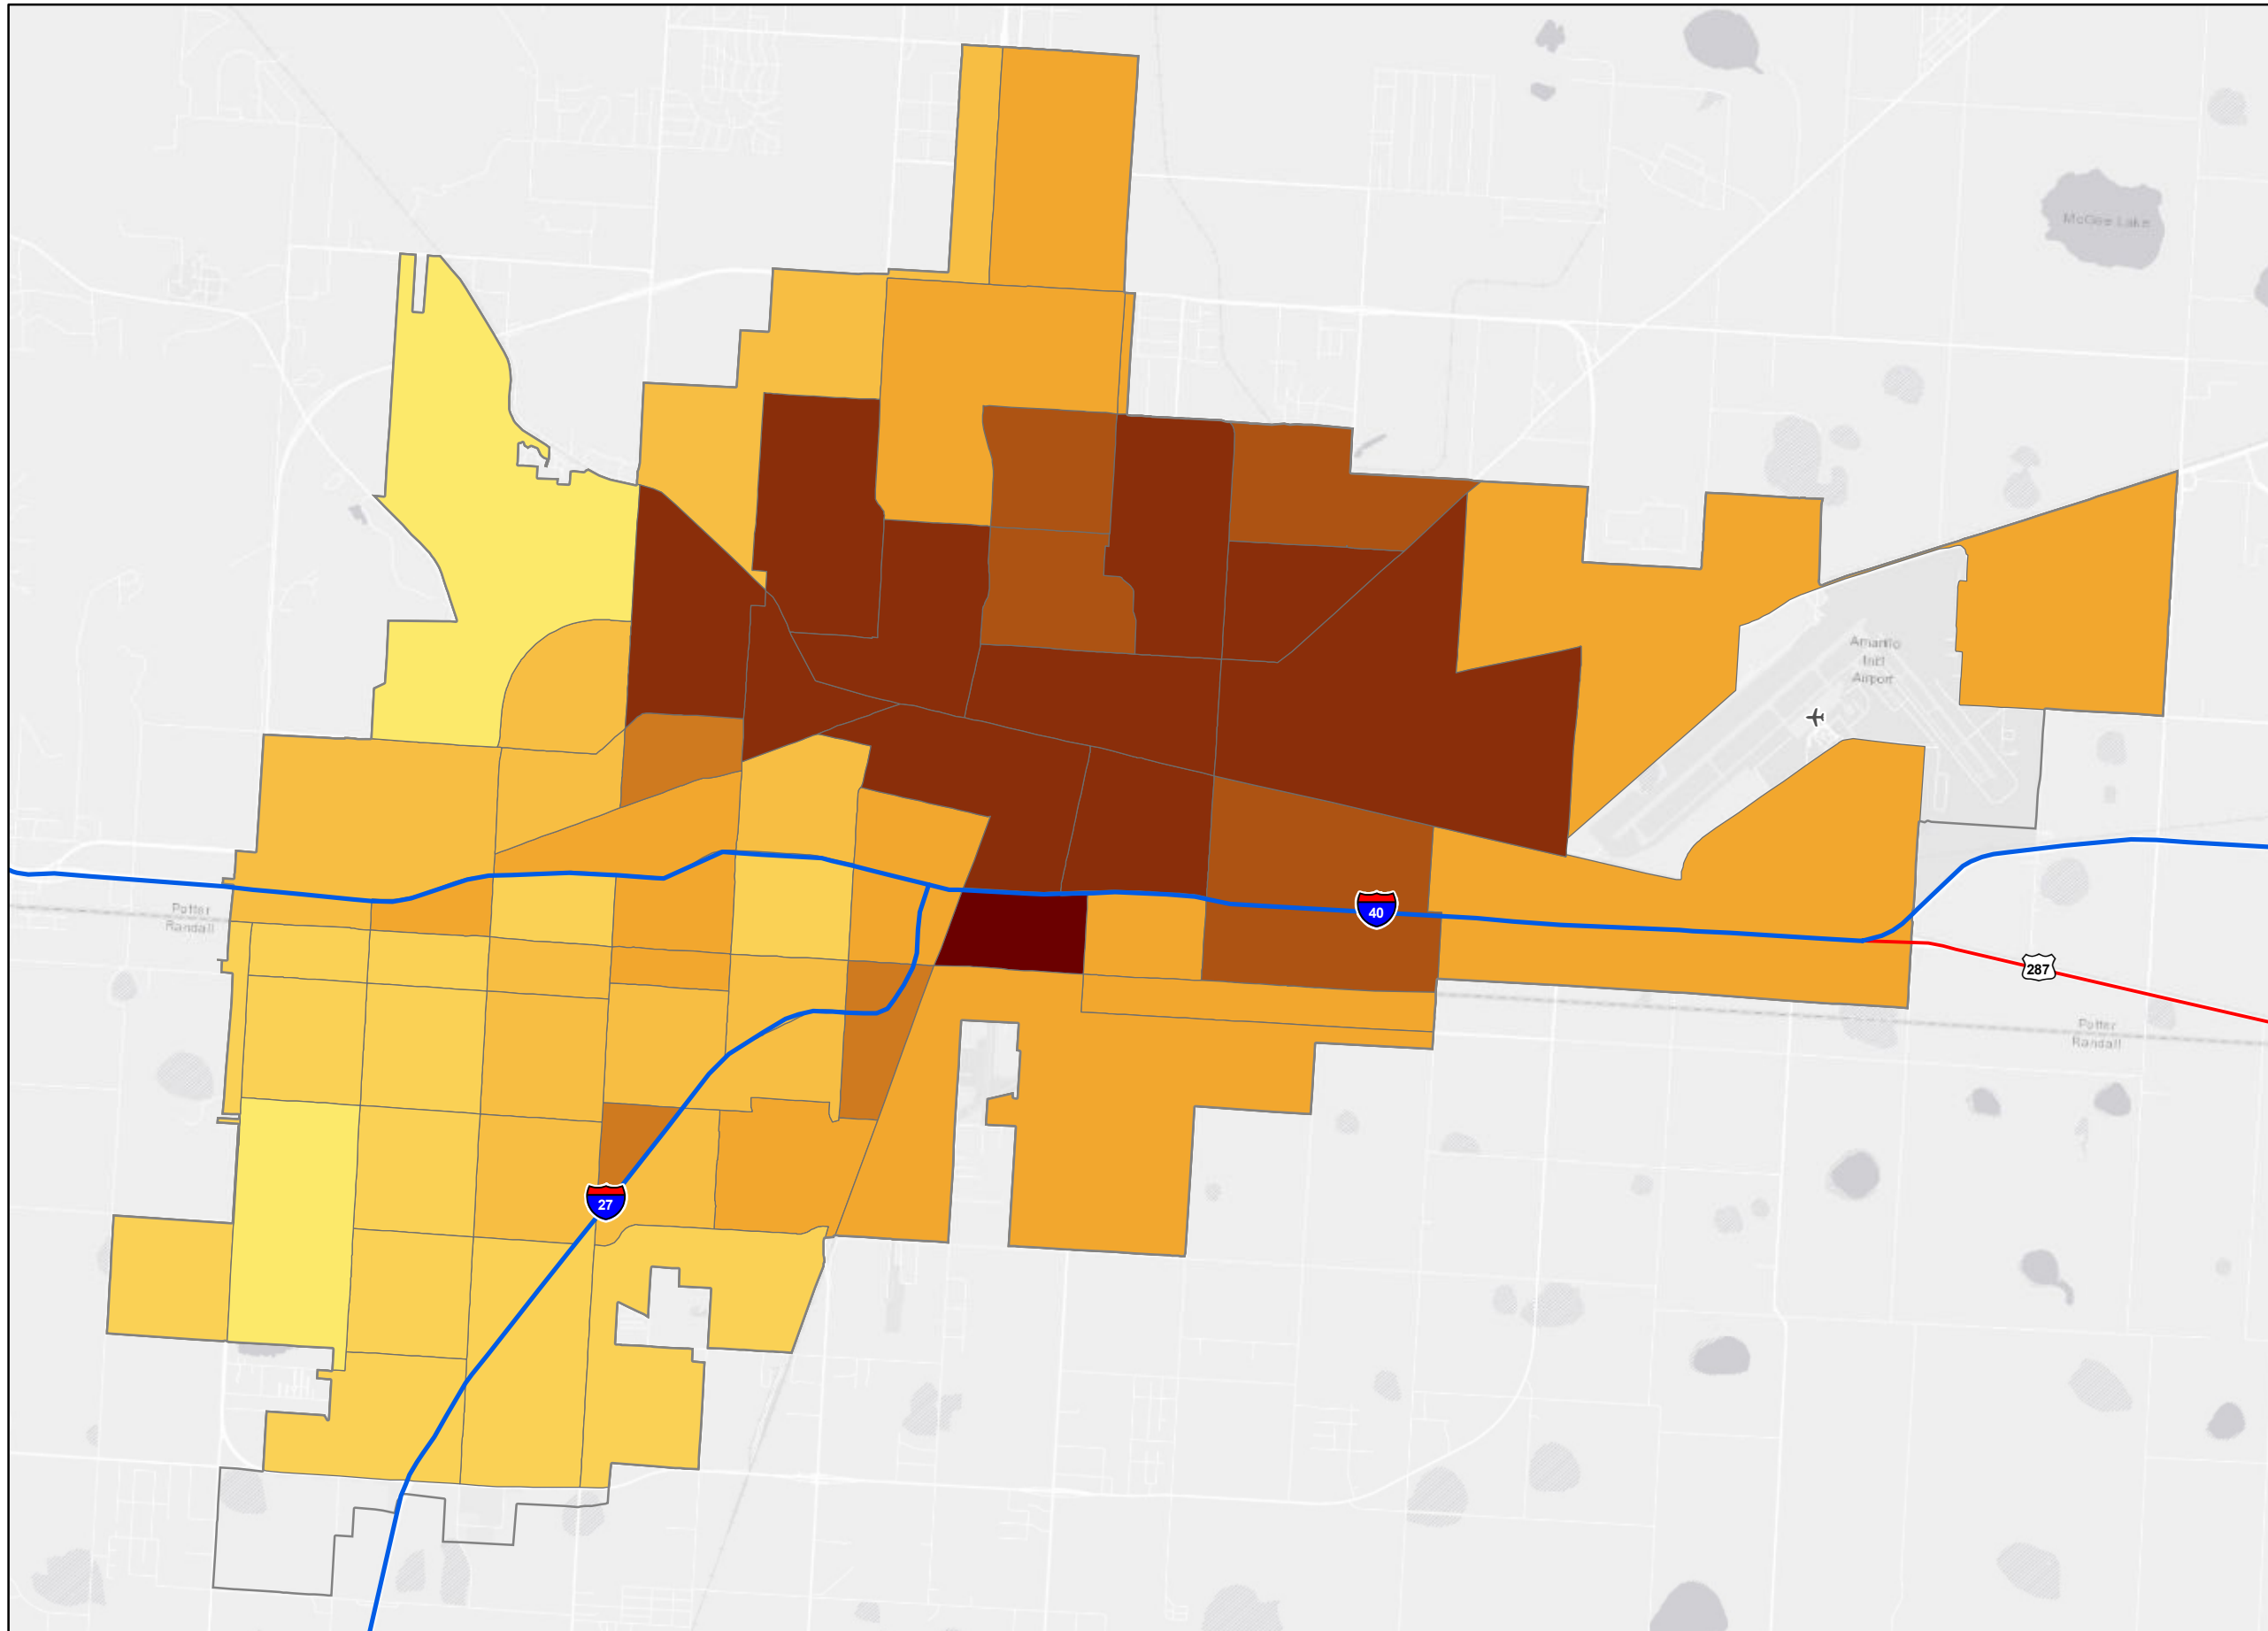 McGee Lake
Amarillo
Intl
Airport
Potter
Randall
40
287
Potter
Randall
27